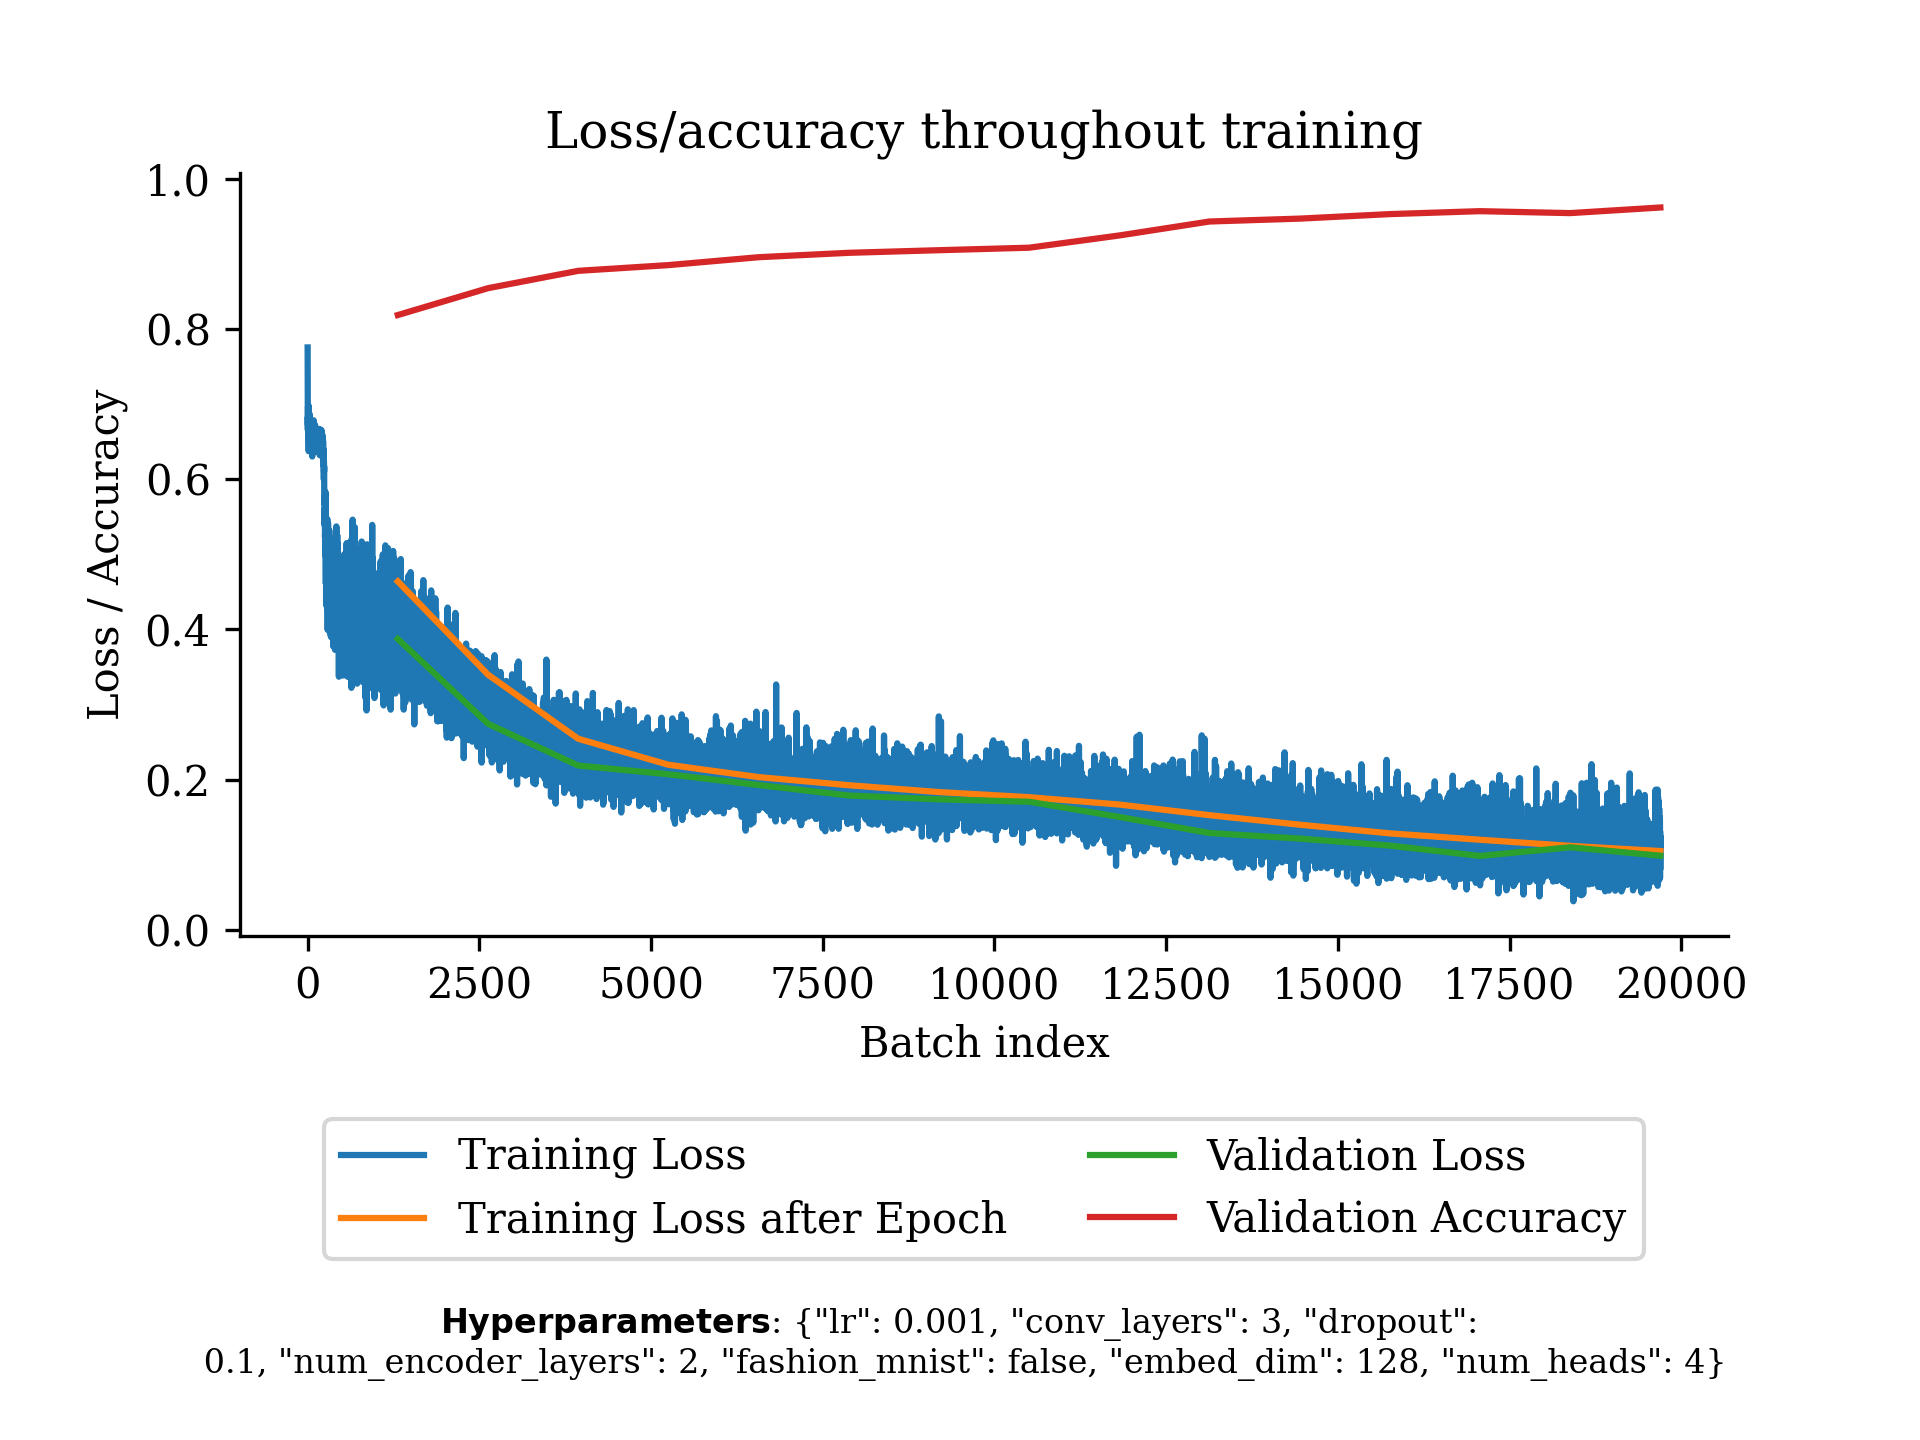 Loss/accuracy throughout training
1.0
0.8
0.6
0.4
0.2
0.0
Loss / Accuracy
0 2500 5000 7500 10000 12500 15000 17500 20000
Batch index
Training Loss
Training Loss after Epoch
Validation Loss
Validation Accuracy
Hyperparameters: {"lr": 0.001, "conv_layers": 3, "dropout":
0.1, "num_encoder_layers": 2, "fashion_mnist": false, "embed_dim": 128, "num_heads": 4}